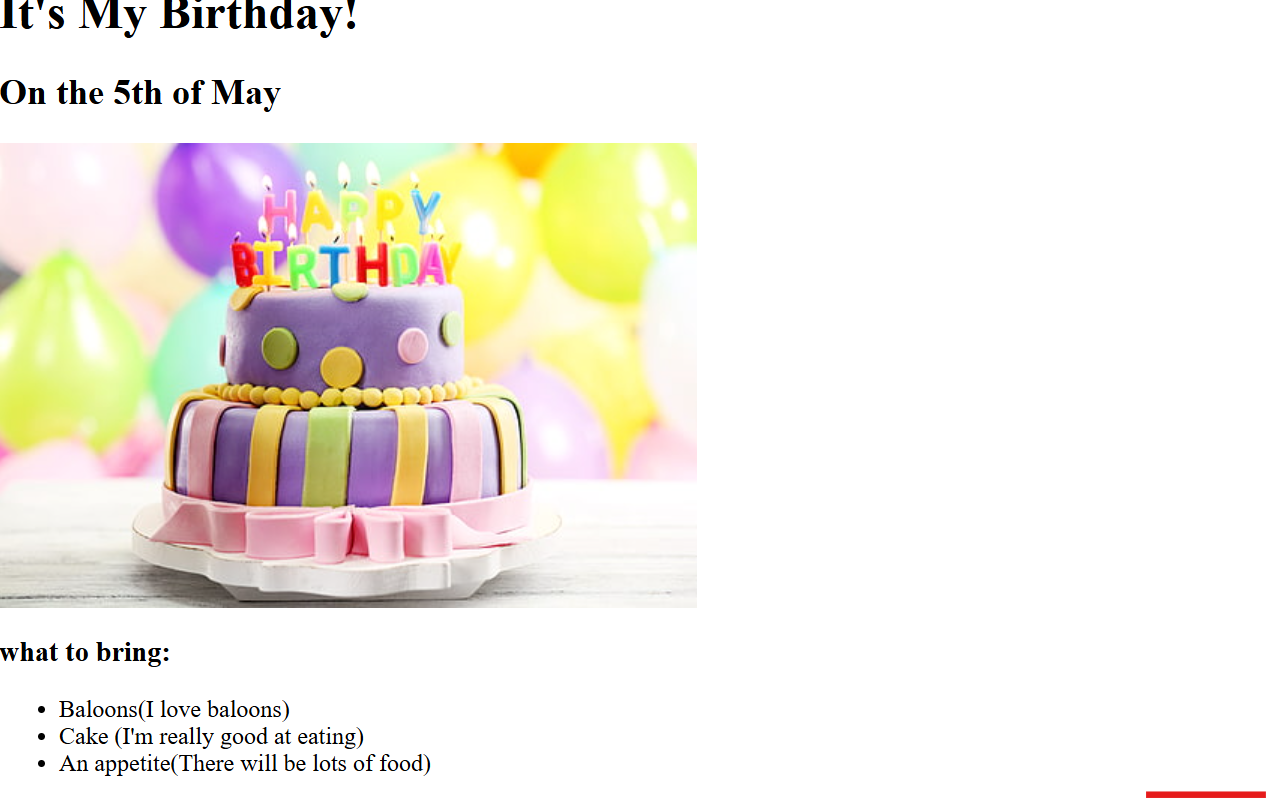 It's My Birthday!
On the 5th of May
HAPPY
BIRTHDAY
what to bring:
Baloons(I love baloons)
Cake (I'm really good at eating)
An appetite(There will be lots of food)